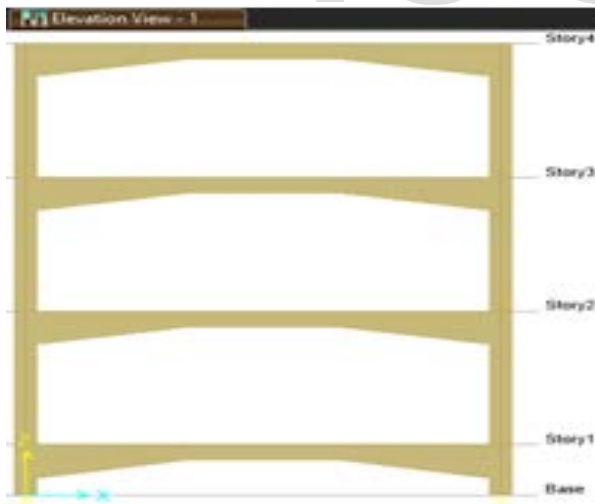 Elevation View - 1
Story4
Story3
Story2
Story1
Z
X
Base